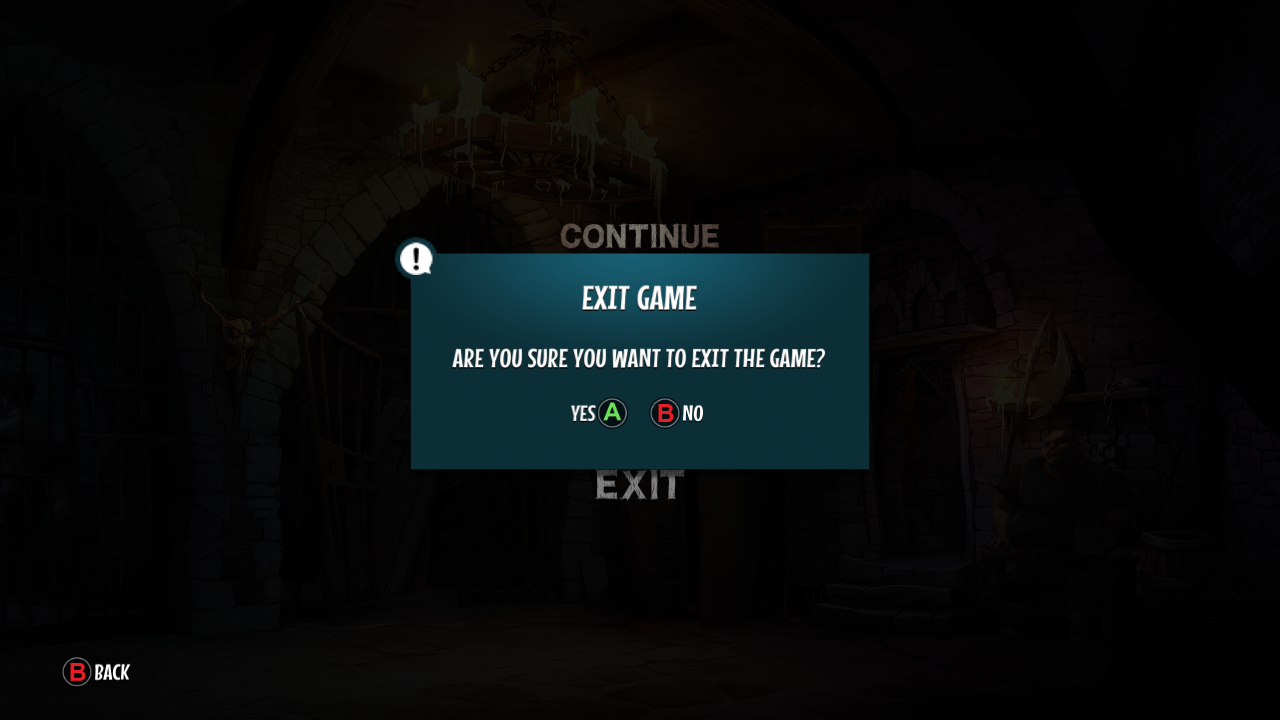 CONTINUE
!
EXIT GAME
ARE YOU SURE YOU WANT TO EXIT THE GAME?
YES A B NO
EXIT
B BACK